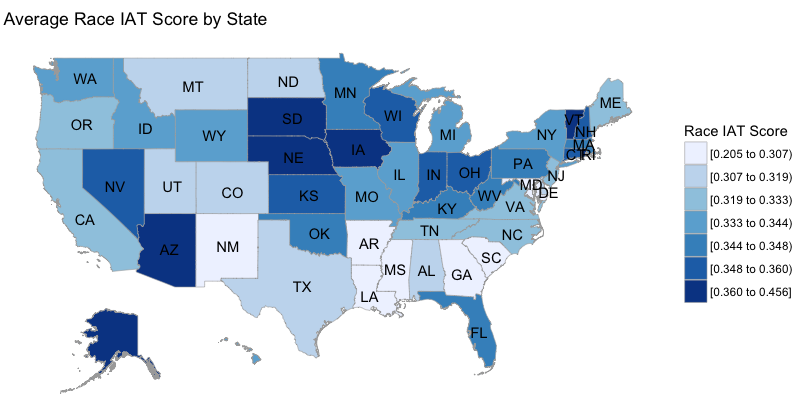 Average Race IAT Score by State
WA
MT
ND
MN
ME
VT
NH
OR
ID
SD
WI
MI
NY
MA
WY
CT
RI
NE
IA
PA
NJ
NV
UT
CO
IL
IN
OH
MD
DE
KS
MO
WV
VA
KY
CA
OK
TN
NC
AZ
NM
AR
SC
MS
AL
GA
TX
LA
FL
Race IAT Score
[0.205 to 0.307)
[0.307 to 0.319)
[0.319 to 0.333)
[0.333 to 0.344)
[0.344 to 0.348)
[0.348 to 0.360)
[0.360 to 0.456]